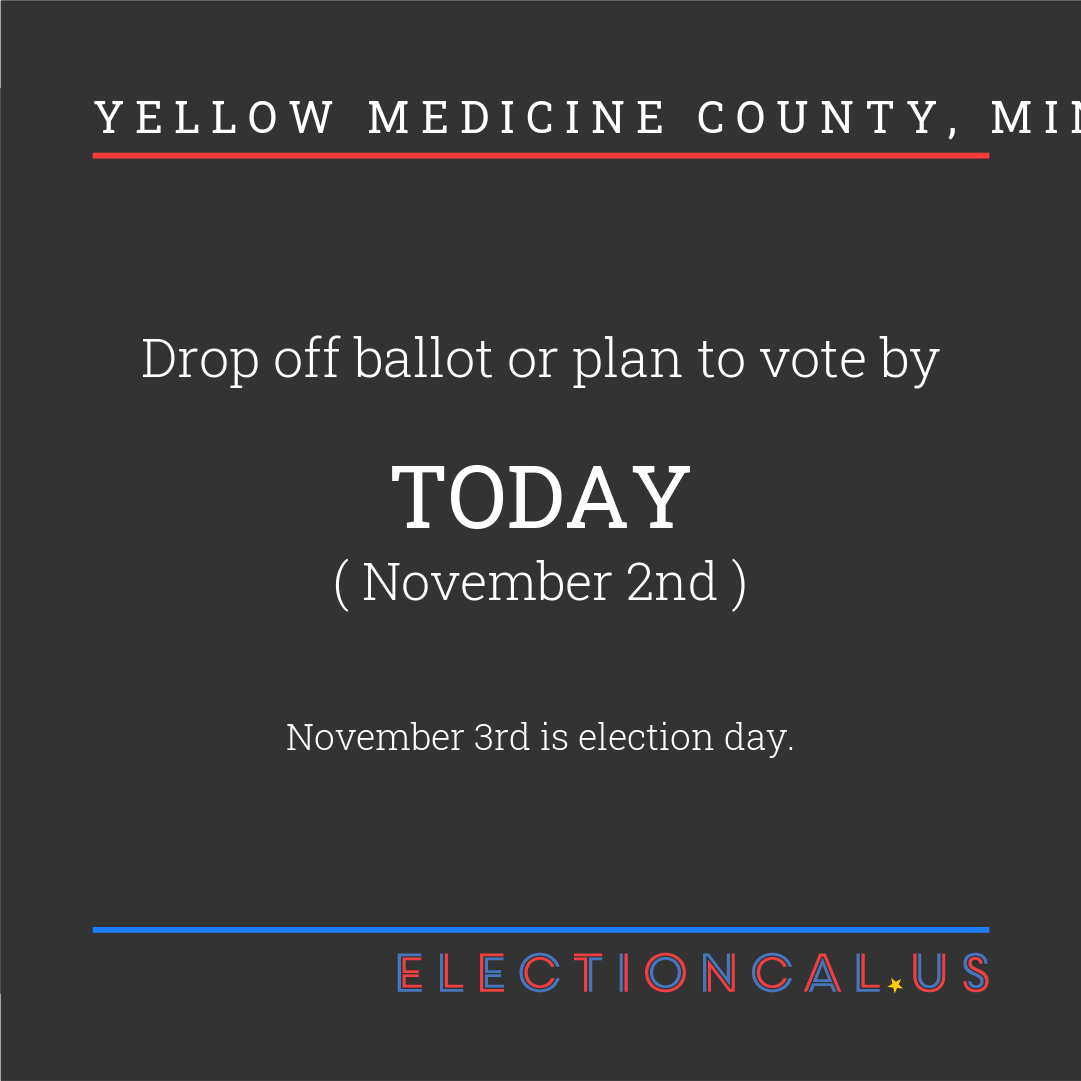 YELLOW MEDICINE COUNTY, MIN
Drop off ballot or plan to vote by
TODAY
( November 2nd )
November 3rd is election day.
ELECTIONCAL.US